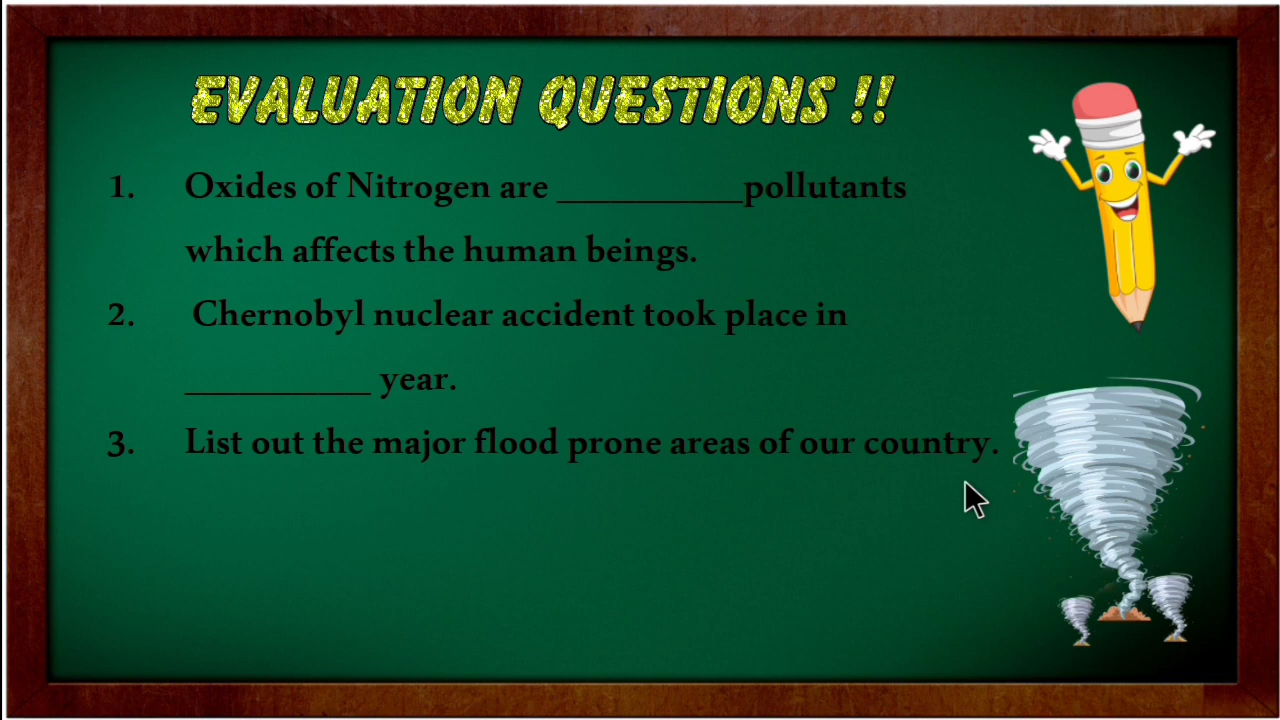 EVALUATION QUESTIONS !!
1. Oxides of Nitrogen are __________pollutants
which affects the human beings.
2. Chernobyl nuclear accident took place in
__________ year.
3. List out the major flood prone areas of our country.